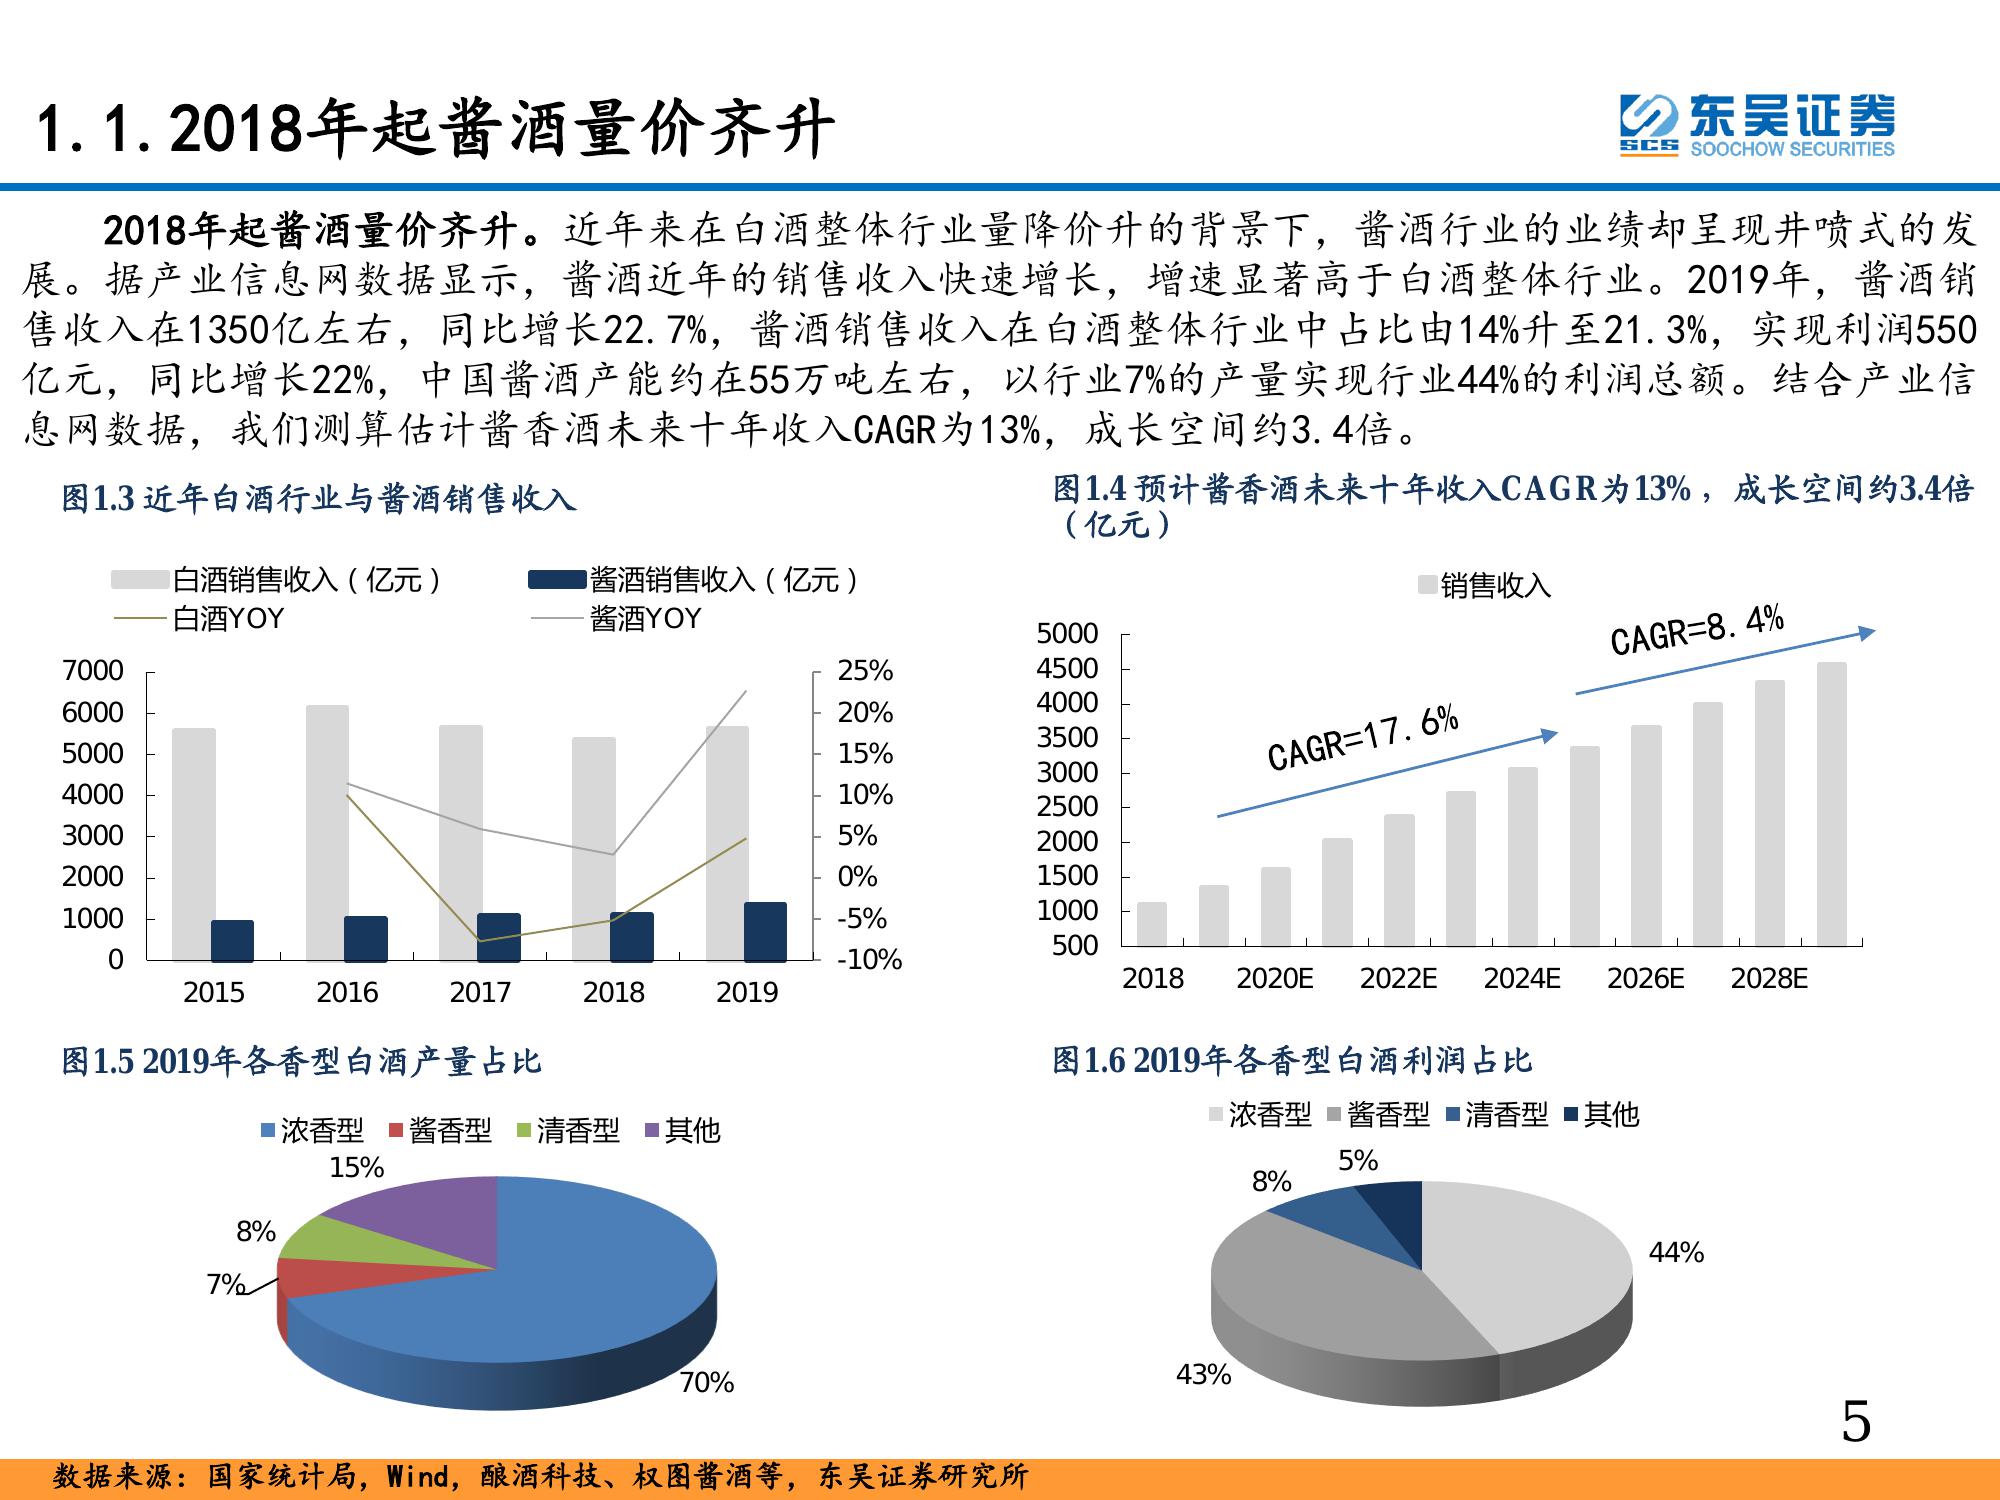 1.1.2018年起酱酒量价齐升
东吴证券
SCS
SOOCHOW SECURITIES
2018年起酱酒量价齐升。近年来在白酒整体行业量降价升的背景下，酱酒行业的业绩却呈现井喷式的发
展。据产业信息网数据显示，酱酒近年的销售收入快速增长，增速显著高于白酒整体行业。2019年，酱酒销
售收入在1350亿左右，同比增长22.7%，酱酒销售收入在白酒整体行业中占比由14%升至21.3%，实现利润550
亿元，同比增长22%，中国酱酒产能约在55万吨左右，以行业7%的产量实现行业44%的利润总额。结合产业信
息网数据，我们测算估计酱香酒未来十年收入CAGR为13%，成长空间约3.4倍。
图1.3 近年白酒行业与酱酒销售收入
白酒销售收入（亿元） 酱酒销售收入（亿元）
白酒YOY 酱酒YOY
7000 25%
6000 20%
5000 15%
4000 10%
3000 5%
2000 0%
1000 -5%
0 -10%
2015 2016 2017 2018 2019
图1.4 预计酱香酒未来十年收入CAGR为13%，成长空间约3.4倍
（亿元）
销售收入
CAGR=8.4%
CAGR=17.6%
5000
4500
4000
3500
3000
2500
2000
1500
1000
500
2018 2020E 2022E 2024E 2026E 2028E
图1.5 2019年各香型白酒产量占比
浓香型 酱香型 清香型 其他
15%
8%
7%
70%
图1.6 2019年各香型白酒利润占比
浓香型 酱香型 清香型 其他
5%
8%
44%
43%
5
数据来源：国家统计局，Wind，酿酒科技、权图酱酒等，东吴证券研究所